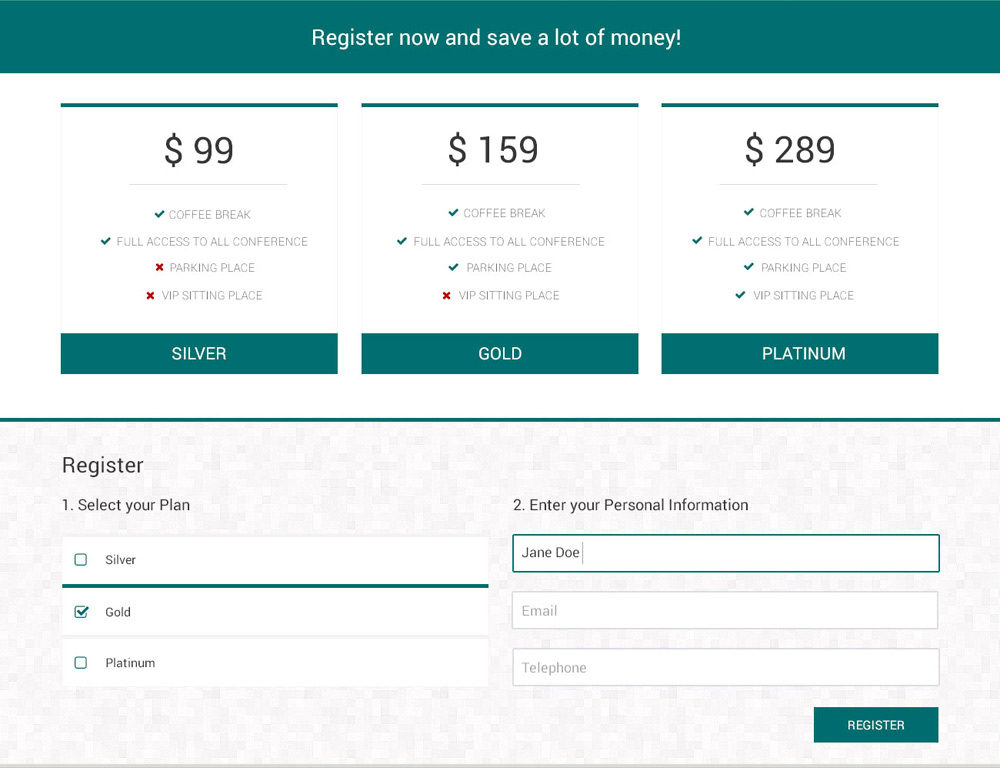 Register now and save a lot of money!
$ 99
COFFEE BREAK
FULL ACCESS TO ALL CONFERENCE
PARKING PLACE
VIP SITTING PLACE
SILVER
$ 159
COFFEE BREAK
FULL ACCESS TO ALL CONFERENCE
PARKING PLACE
VIP SITTING PLACE
GOLD
$ 289
COFFEE BREAK
FULL ACCESS TO ALL CONFERENCE
PARKING PLACE
VIP SITTING PLACE
PLATINUM
Register
1. Select your Plan
Silver
Gold
Platinum
2. Enter your Personal Information
Jane Doe
Email
Telephone
REGISTER